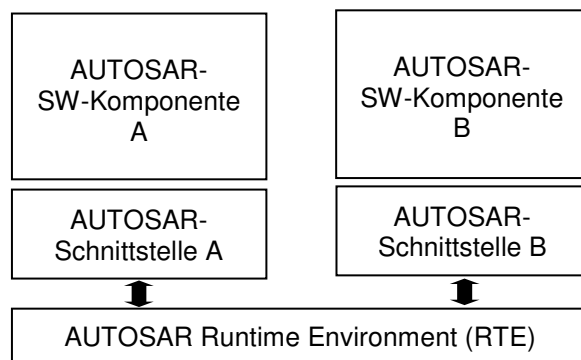 AUTOSAR-
SW-Komponente
A
AUTOSAR-
SW-Komponente
B
AUTOSAR-
Schnittstelle A
AUTOSAR-
Schnittstelle B
AUTOSAR Runtime Environment (RTE)